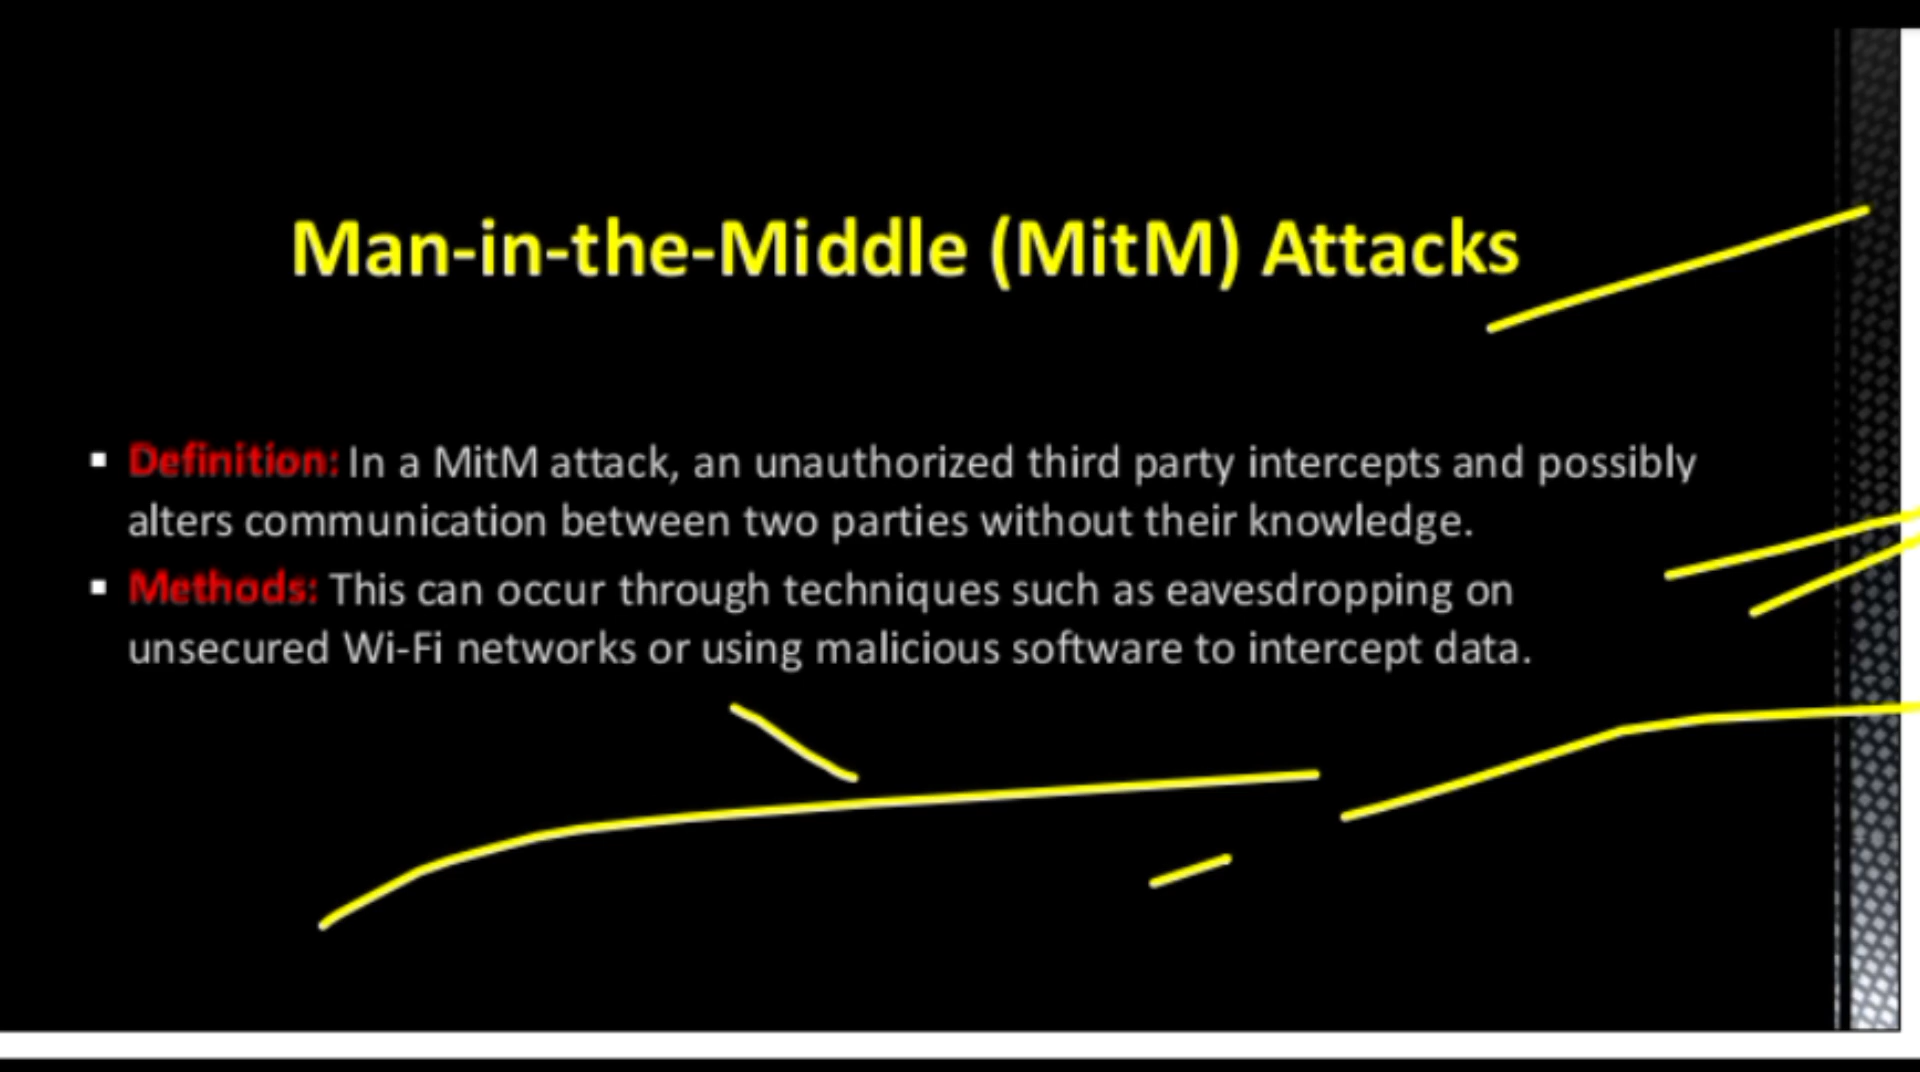 Man-in-the-Middle (MitM) Attacks
▪ Definition: In a MitM attack, an unauthorized third party intercepts and possibly
alters communication between two parties without their knowledge.
▪ Methods: This can occur through techniques such as eavesdropping on
unsecured Wi-Fi networks or using malicious software to intercept data.